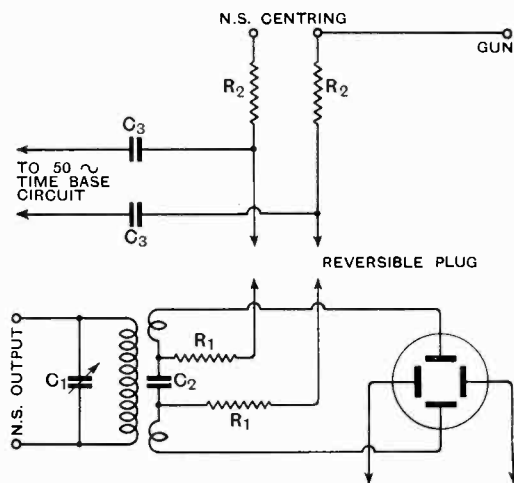 N.S. CENTRING
GUN
R2
R2
C3
TO 50 ~
TIME BASE
CIRCUIT
C3
REVERSIBLE PLUG
N.S. OUTPUT
C1
R1
C2
R1